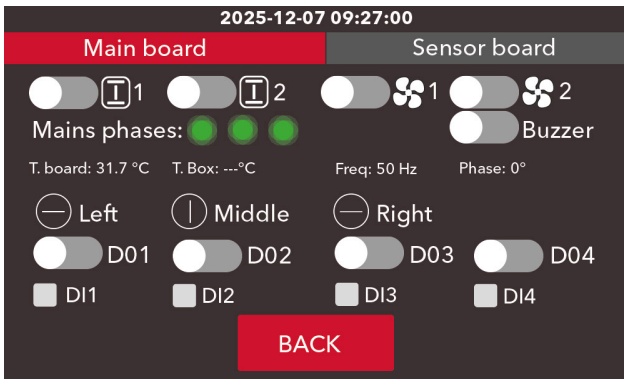 2025-12-07 09:27:00
Main board Sensor board
1 2 1 2
Mains phases: Buzzer
T. board: 31.7 °C T. Box: ---°C Freq: 50 Hz Phase: 0°
Left Middle Right
D01 D02 D03 D04
DI1 DI2 DI3 DI4
BACK